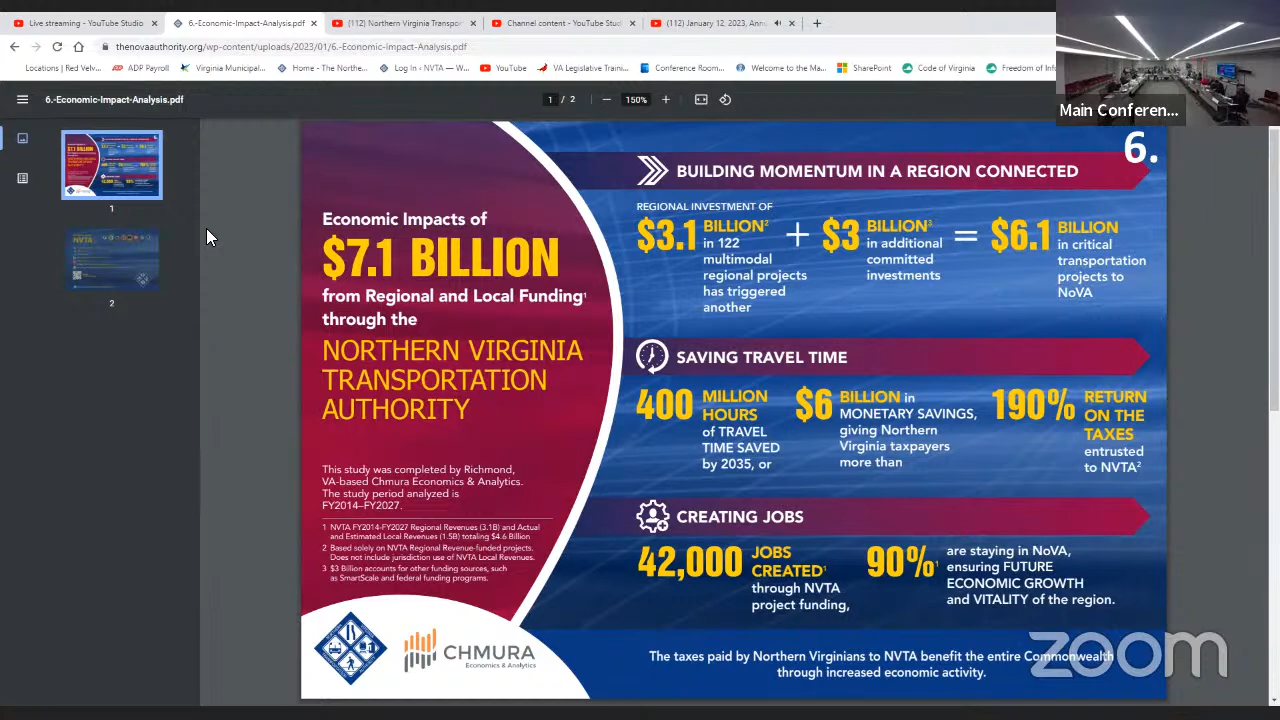 Live streaming - YouTube Studio
6.-Economic-Impact-Analysis.pdf
(112) Northern Virginia Transpor
Channel content - YouTube Stud
(112) January 12, 2023, Annu
thenovaauthority.org/wp-content/uploads/2023/01/6.-Economic-Impact-Analysis.pdf
Locations | Red Velv...
ADP Payroll
Virginia Municipal...
Home - The Northe...
Log In ‹ NVTA — W...
YouTube
VA Legislative Traini...
Conference Room...
Welcome to the Ma...
SharePoint
Code of Virginia
Freedom of Info
Main Conferen...
6.-Economic-Impact-Analysis.pdf
1 / 2
150%
1
2
6.
Economic Impacts of
$7.1 BILLION
from Regional and Local Funding¹
through the
NORTHERN VIRGINIA
TRANSPORTATION
AUTHORITY
This study was completed by Richmond,
VA-based Chmura Economics & Analytics.
The study period analyzed is
FY2014–FY2027.
1 NVTA FY2014-FY2027 Regional Revenues (3.1B) and Actual
and Estimated Local Revenues (1.5B) totaling $4.6 Billion
2 Based solely on NVTA Regional Revenue-funded projects.
Does not include jurisdiction use of NVTA Local Revenues.
3 $3 Billion accounts for other funding sources, such
as SmartScale and federal funding programs.
CHMURA
Economics & Analytics
BUILDING MOMENTUM IN A REGION CONNECTED
REGIONAL INVESTMENT OF
$3.1 BILLION²
in 122
multimodal
regional projects
has triggered
another
+
$3 BILLION³
in additional
committed
investments
=
$6.1 BILLION
in critical
transportation
projects to
NoVA
SAVING TRAVEL TIME
400 MILLION
HOURS
of TRAVEL
TIME SAVED
by 2035, or
$6 BILLION in
MONETARY SAVINGS,
giving Northern
Virginia taxpayers
more than
190% RETURN
ON THE
TAXES
entrusted
to NVTA²
CREATING JOBS
42,000 JOBS
CREATED¹
through NVTA
project funding,
90%¹ are staying in NoVA,
ensuring FUTURE
ECONOMIC GROWTH
and VITALITY of the region.
The taxes paid by Northern Virginians to NVTA benefit the entire Commonwealth
through increased economic activity.
zoom